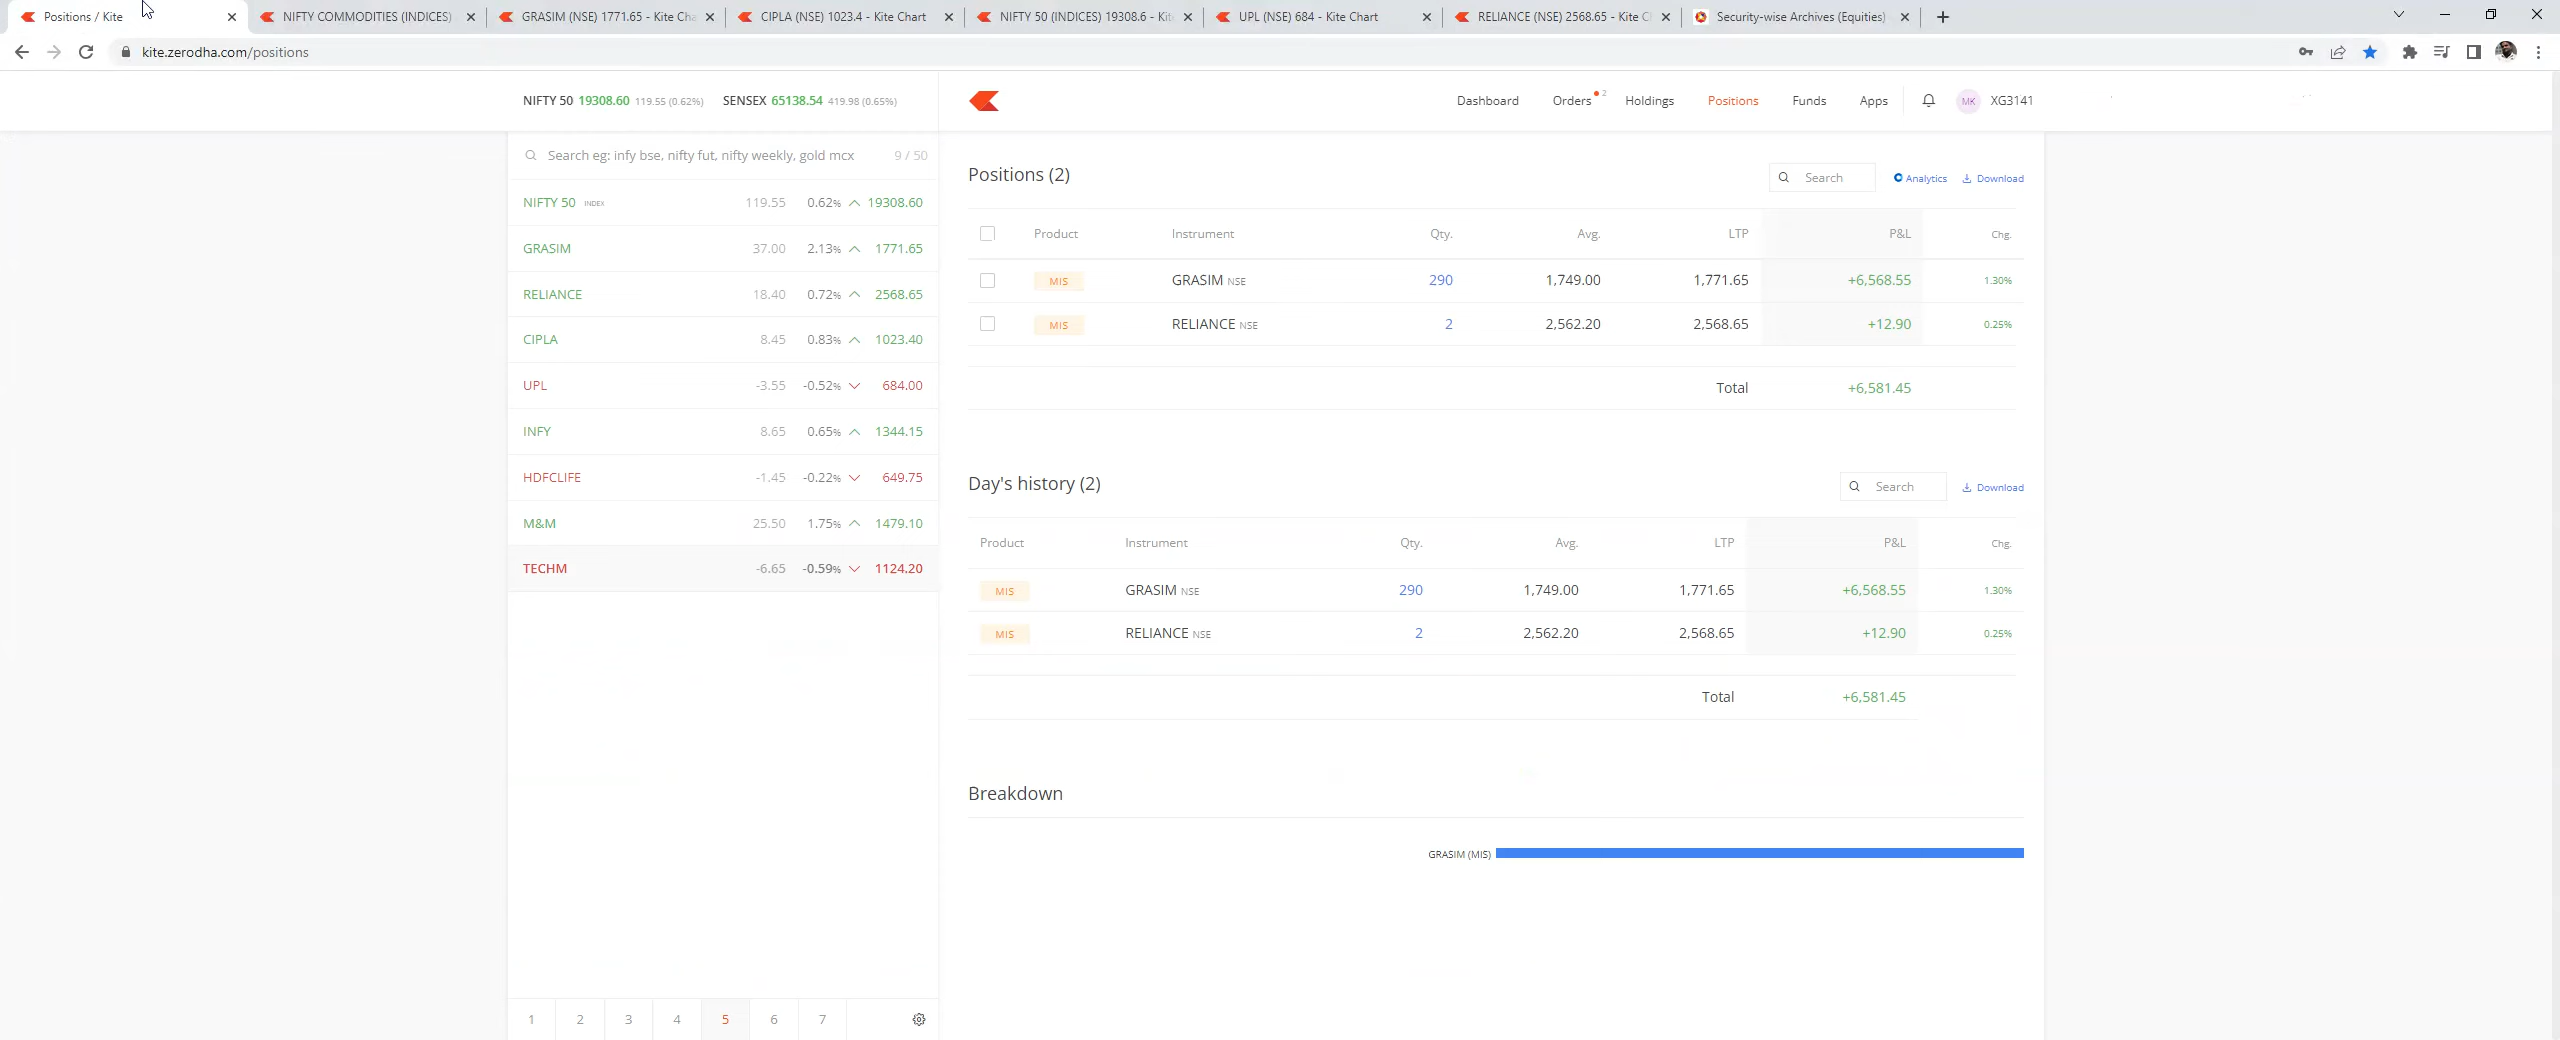 Positions / Kite
NIFTY COMMODITIES (INDICES)
GRASIM (NSE) 1771.65 - Kite Cha
CIPLA (NSE) 1023.4 - Kite Chart
NIFTY 50 (INDICES) 19308.6 - Kit
UPL (NSE) 684 - Kite Chart
RELIANCE (NSE) 2568.65 - Kite C
Security-wise Archives (Equities)
kite.zerodha.com/positions
NIFTY 50 19308.60 119.55 (0.62%) SENSEX 65138.54 419.98 (0.65%)
Dashboard Orders 2 Holdings Positions Funds Apps MK XG3141
Search eg: infy bse, nifty fut, nifty weekly, gold mcx 9 / 50
NIFTY 50 INDEX 119.55 0.62% 19308.60
GRASIM 37.00 2.13% 1771.65
RELIANCE 18.40 0.72% 2568.65
CIPLA 8.45 0.83% 1023.40
UPL -3.55 -0.52% 684.00
INFY 8.65 0.65% 1344.15
HDFCLIFE -1.45 -0.22% 649.75
M&M 25.50 1.75% 1479.10
TECHM -6.65 -0.59% 1124.20
1 2 3 4 5 6 7
Positions (2) Search Analytics Download
Product Instrument Qty. Avg. LTP P&L Chg.
MIS GRASIM NSE 290 1,749.00 1,771.65 +6,568.55 1.30%
MIS RELIANCE NSE 2 2,562.20 2,568.65 +12.90 0.25%
Total +6,581.45
Day's history (2) Search Download
Product Instrument Qty. Avg. LTP P&L Chg.
MIS GRASIM NSE 290 1,749.00 1,771.65 +6,568.55 1.30%
MIS RELIANCE NSE 2 2,562.20 2,568.65 +12.90 0.25%
Total +6,581.45
Breakdown
GRASIM (MIS)